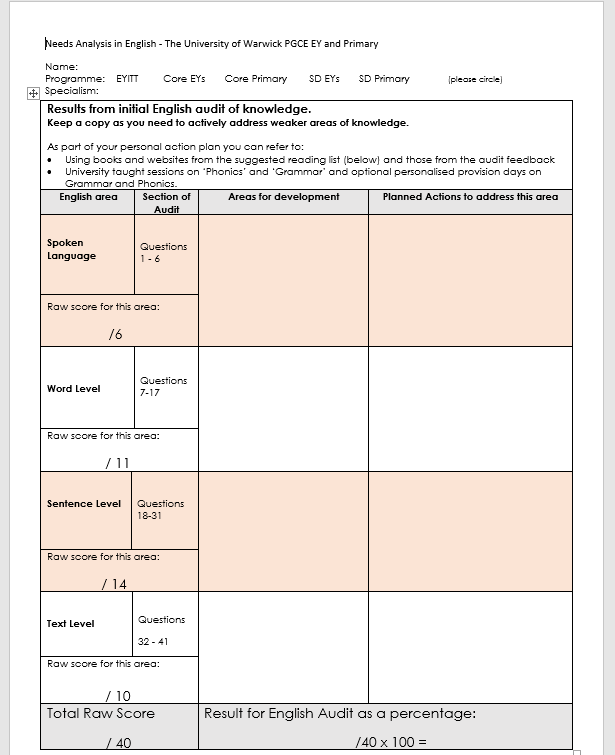 Needs Analysis in English - The University of Warwick PGCE EY and Primary
Name:
Programme: EYITT Core EYs Core Primary SD EYs SD Primary (please circle)
Specialism:
Results from initial English audit of knowledge.
Keep a copy as you need to actively address weaker areas of knowledge.
As part of your personal action plan you can refer to:
• Using books and websites from the suggested reading list (below) and those from the audit feedback
• University taught sessions on 'Phonics' and 'Grammar' and optional personalised provision days on
Grammar and Phonics.
English area
Section of
Audit
Areas for development
Planned Actions to address this area
Spoken
Language
Questions
1 - 6
Raw score for this area:
/6
Word Level
Questions
7-17
Raw score for this area:
/ 11
Sentence Level
Questions
18-31
Raw score for this area:
/ 14
Text Level
Questions
32 - 41
Raw score for this area:
/ 10
Total Raw Score
/ 40
Result for English Audit as a percentage:
/40 x 100 =